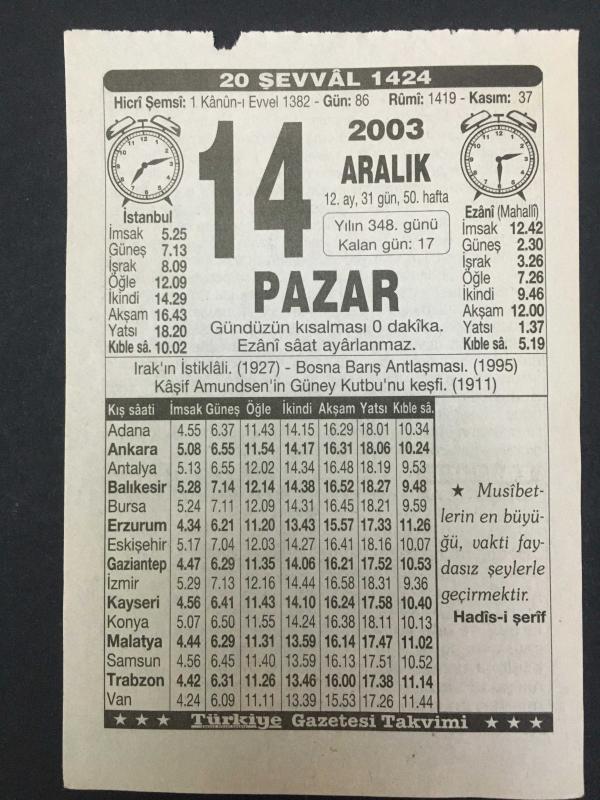 20 ŞEVVÂL 1424
Hicrî Şemsî: 1 Kânûn-ı Evvel 1382 - Gün: 86 Rûmî: 1419 - Kasım: 37
14
2003
ARALIK
12. ay, 31 gün, 50. hafta
Yılın 348. günü
Kalan gün: 17
PAZAR
Gündüzün kısalması 0 dakîka.
Ezânî sâat ayârlanmaz.
İstanbul
İmsak 5.25
Güneş 7.13
İşrak 8.09
Öğle 12.09
İkindi 14.29
Akşam 16.43
Yatsı 18.20
Kıble sâ. 10.02
Ezânî (Mahallî)
İmsak 12.42
Güneş 2.30
İşrak 3.26
Öğle 7.26
İkindi 9.46
Akşam 12.00
Yatsı 1.37
Kıble sâ. 5.19
Irak'ın İstiklâli. (1927) - Bosna Barış Antlaşması. (1995)
Kâşif Amundsen'in Güney Kutbu'nu keşfi. (1911)
Kış sâati İmsak Güneş Öğle İkindi Akşam Yatsı Kıble sâ.
Adana 4.55 6.37 11.43 14.15 16.29 18.01 10.34
Ankara 5.08 6.55 11.54 14.17 16.31 18.06 10.24
Antalya 5.13 6.55 12.02 14.34 16.48 18.19 9.53
Balıkesir 5.28 7.14 12.14 14.38 16.52 18.27 9.48
Bursa 5.24 7.11 12.09 14.31 16.45 18.21 9.59
Erzurum 4.34 6.21 11.20 13.43 15.57 17.33 11.26
Eskişehir 5.17 7.04 12.03 14.27 16.41 18.16 10.07
Gaziantep 4.47 6.29 11.35 14.06 16.21 17.52 10.53
İzmir 5.29 7.13 12.16 14.44 16.58 18.31 9.36
Kayseri 4.56 6.41 11.43 14.10 16.24 17.58 10.40
Konya 5.07 6.50 11.55 14.24 16.38 18.11 10.13
Malatya 4.44 6.29 11.31 13.59 16.14 17.47 11.02
Samsun 4.56 6.45 11.40 13.59 16.13 17.51 10.52
Trabzon 4.42 6.31 11.26 13.46 16.00 17.38 11.14
Van 4.24 6.09 11.11 13.39 15.53 17.26 11.44
★ Musîbet-
lerin en büyü-
ğü, vakti fay-
dasız şeylerle
geçirmektir.
Hadîs-i şerîf
★ ★ ★ Türkiye Gazetesi Takvimi ★ ★ ★